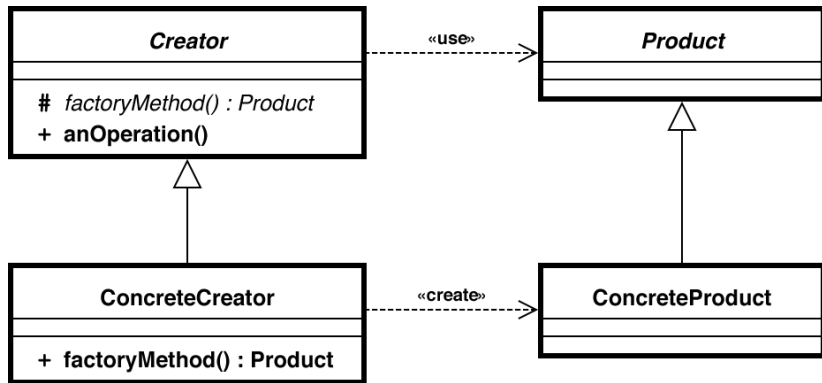 Creator
«use»
Product
# factoryMethod() : Product
+ anOperation()
ConcreteCreator
«create»
ConcreteProduct
+ factoryMethod() : Product